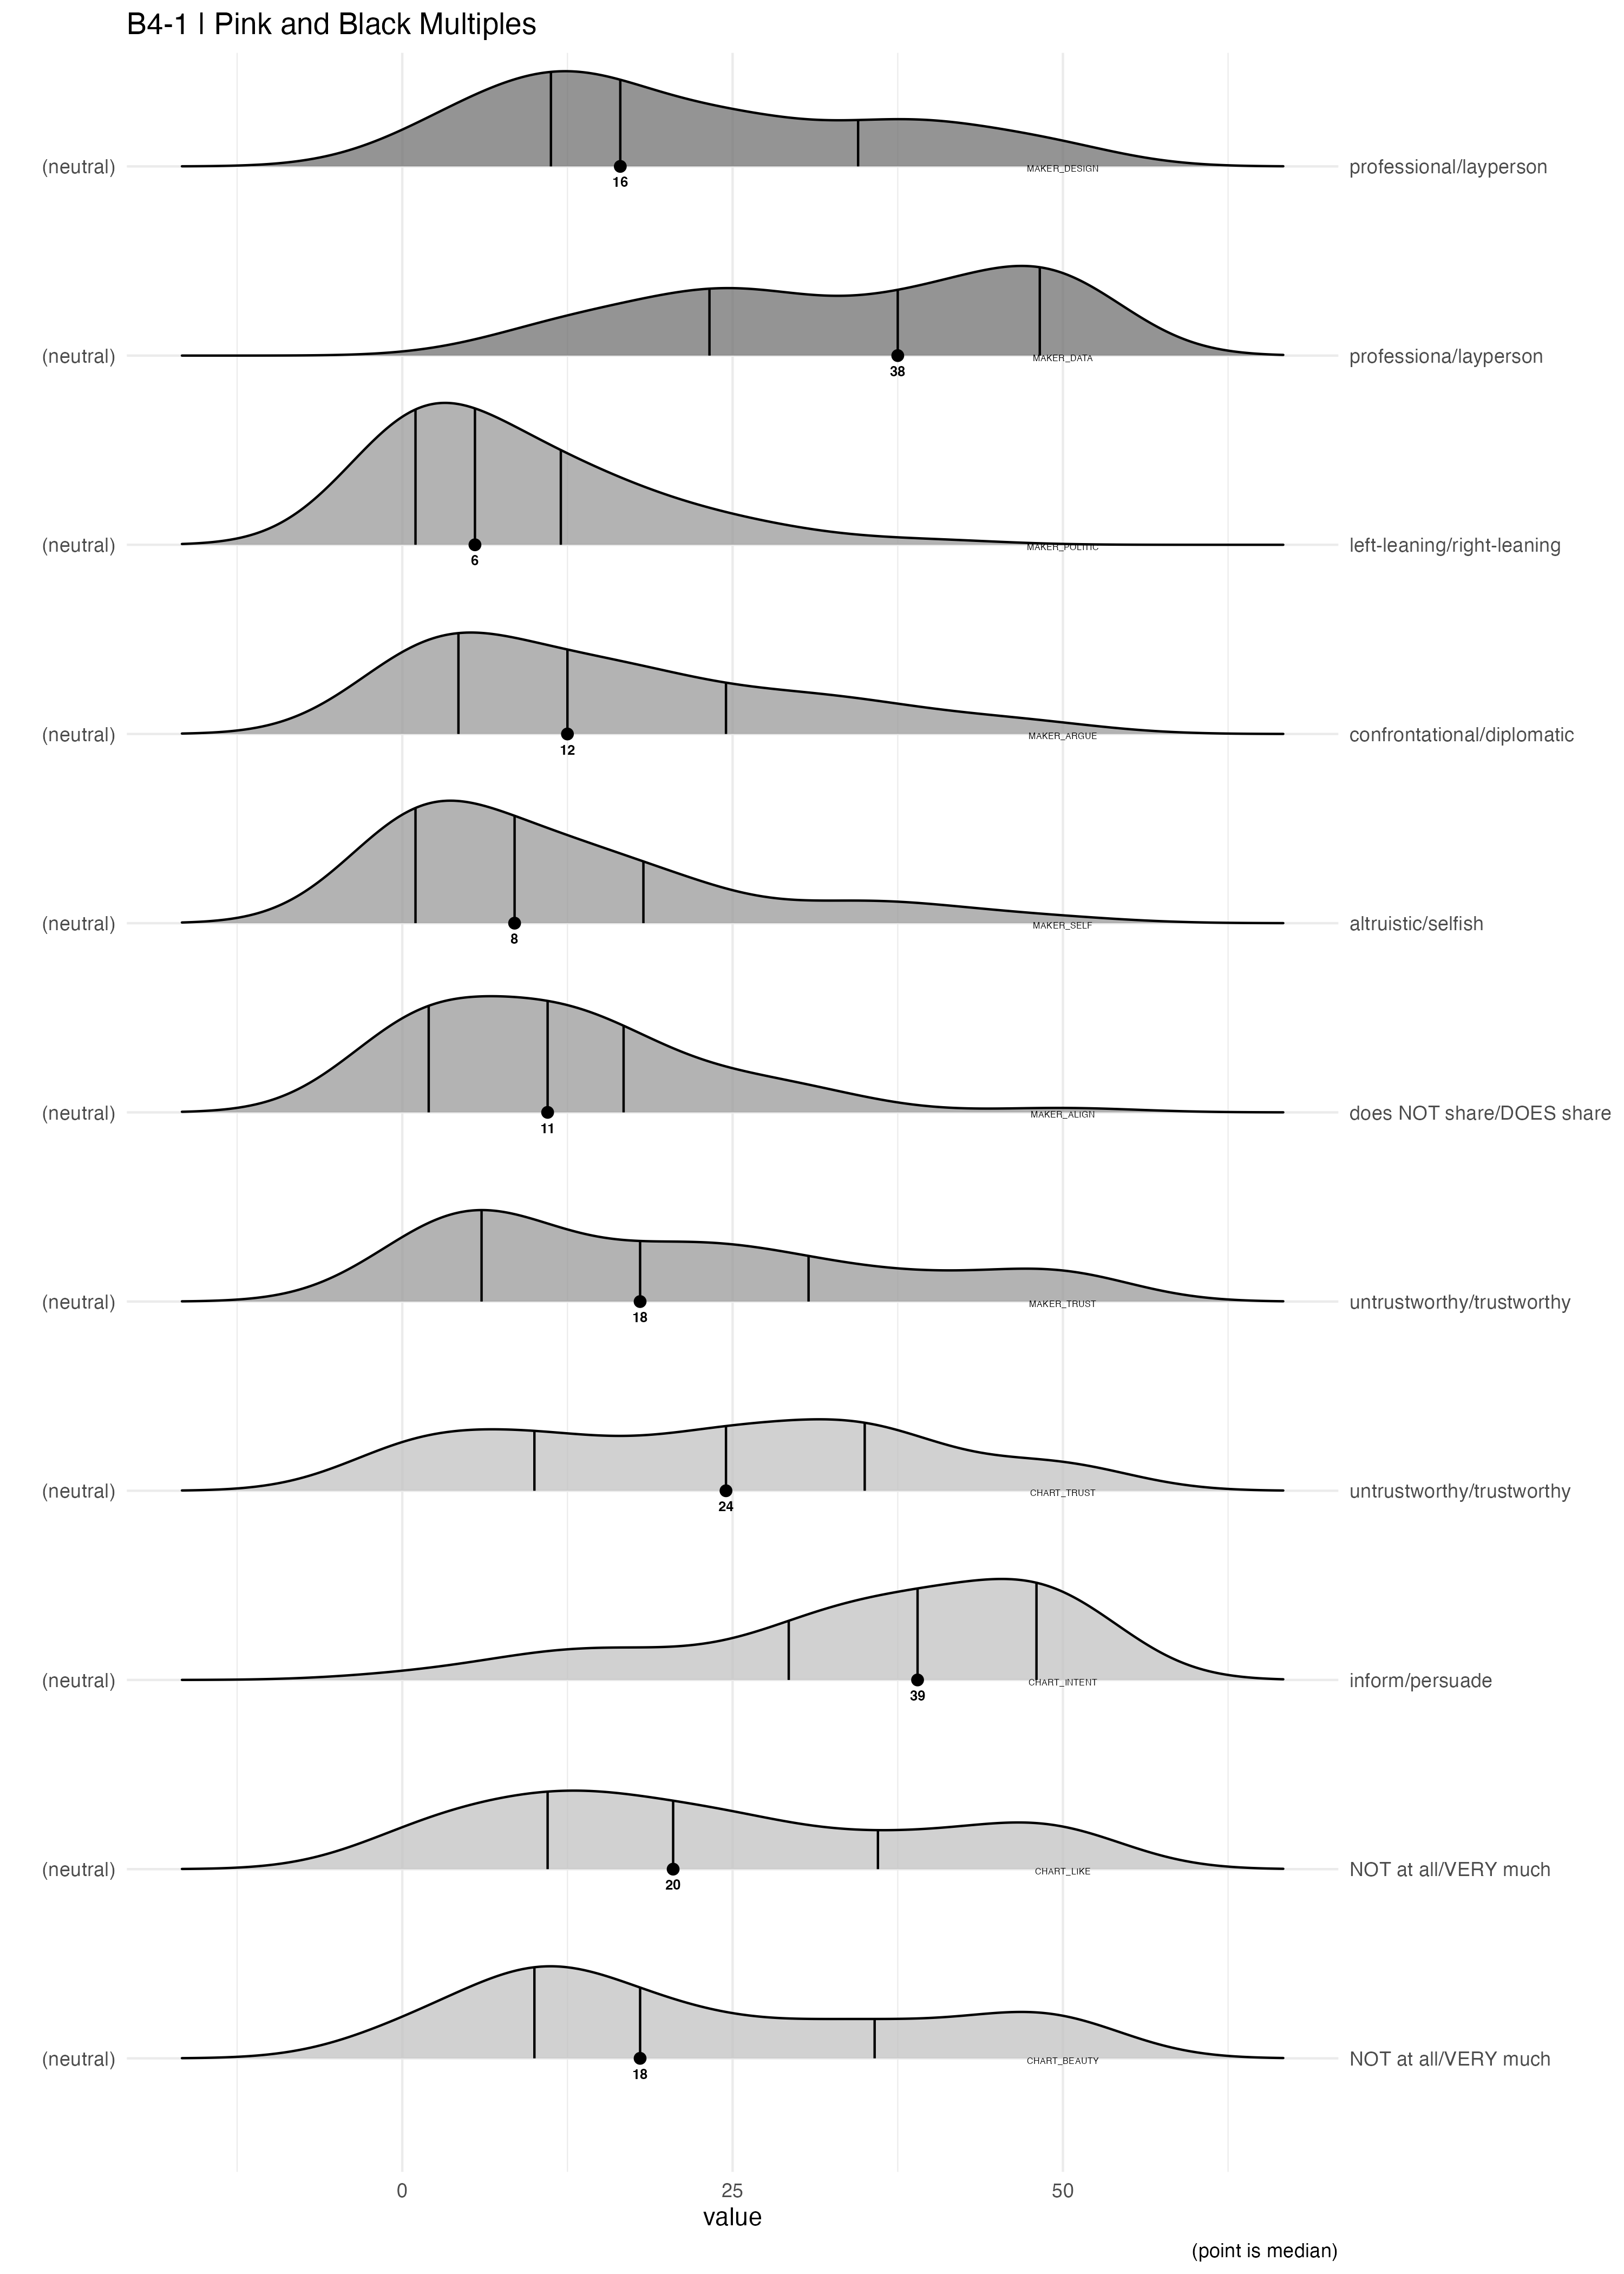 B4-1 | Pink and Black Multiples
(neutral) MAKER_DESIGN professional/layperson
16
(neutral) MAKER_DATA professiona/layperson
38
(neutral) MAKER_POLITIC left-leaning/right-leaning
6
(neutral) MAKER_ARGUE confrontational/diplomatic
12
(neutral) MAKER_SELF altruistic/selfish
8
(neutral) MAKER_ALIGN does NOT share/DOES share
11
(neutral) MAKER_TRUST untrustworthy/trustworthy
18
(neutral) CHART_TRUST untrustworthy/trustworthy
24
(neutral) CHART_INTENT inform/persuade
39
(neutral) CHART_LIKE NOT at all/VERY much
20
(neutral) CHART_BEAUTY NOT at all/VERY much
18
0 25 50
value
(point is median)